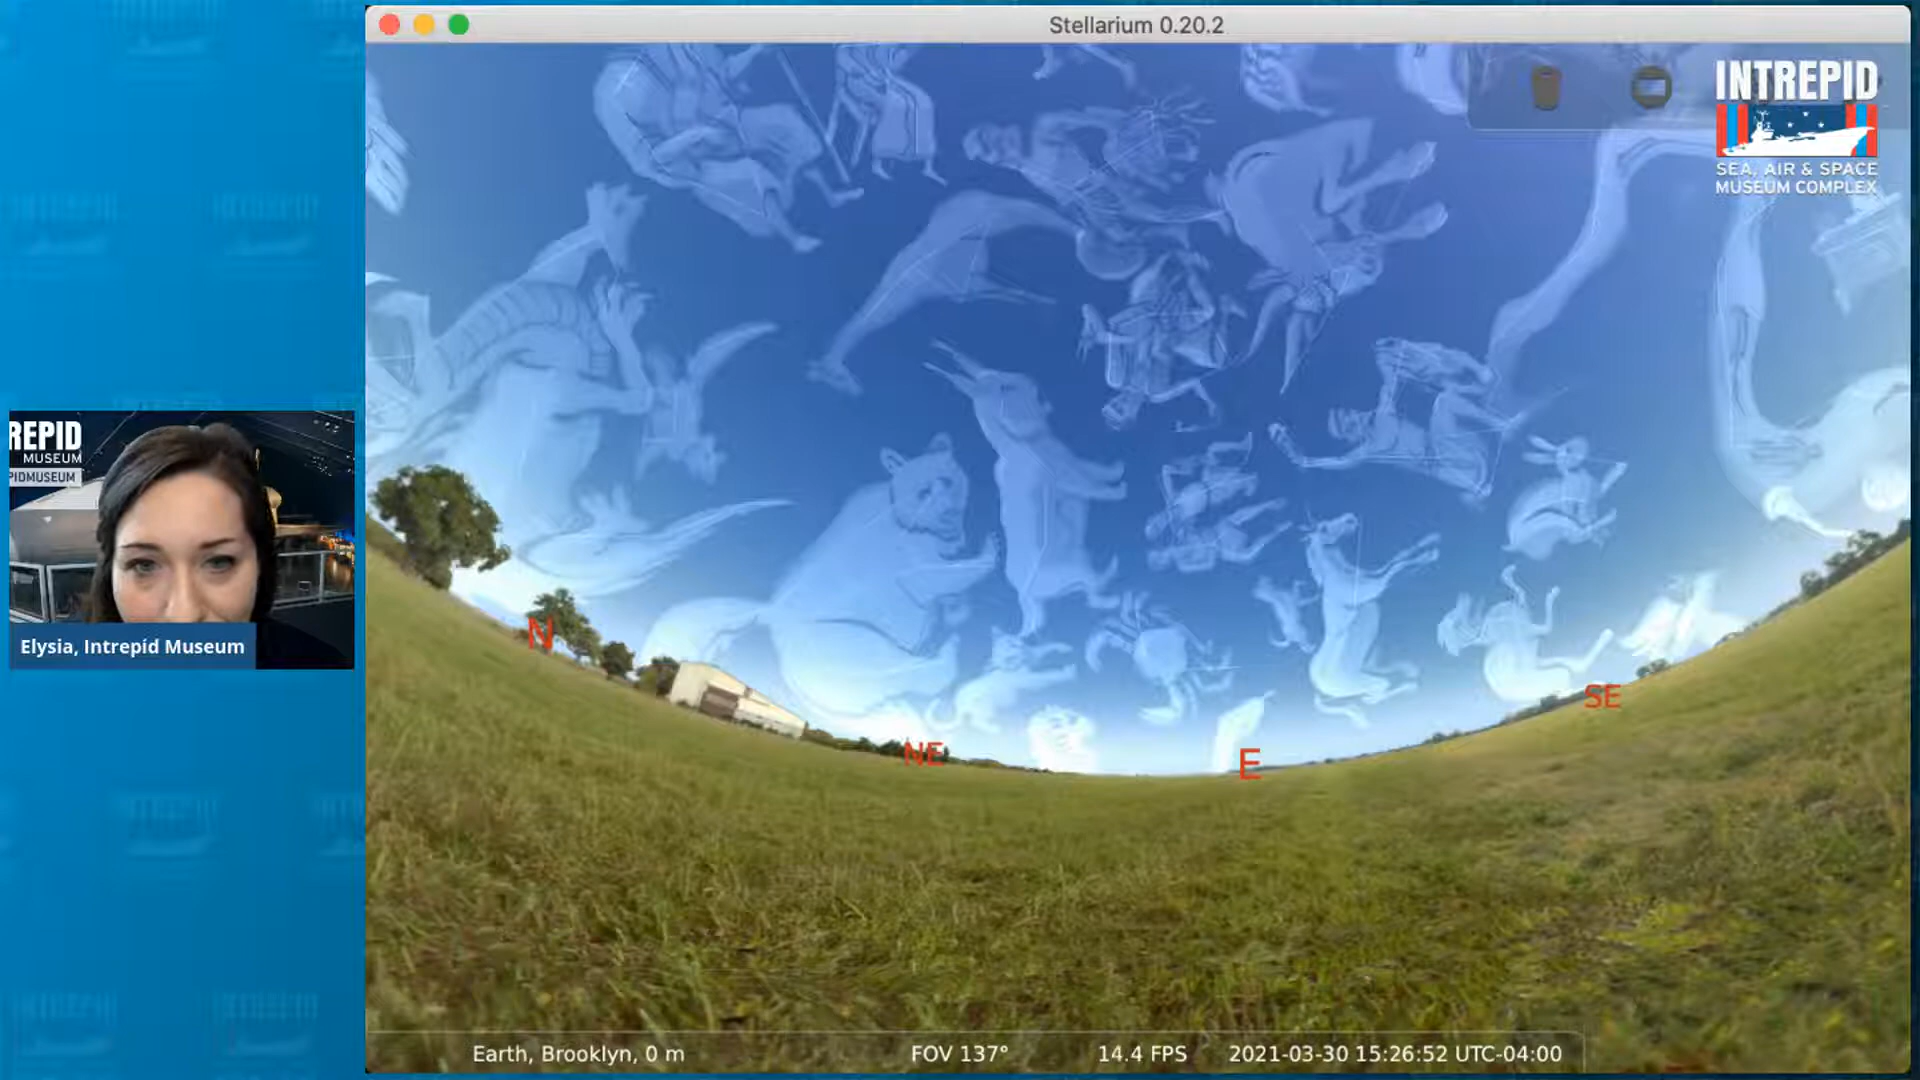 Stellarium 0.20.2
INTREPID
SEA, AIR & SPACE
MUSEUM COMPLEX
REPID
MUSEUM
PIDMUSEUM
Elysia, Intrepid Museum
N
NE
E
SE
Earth, Brooklyn, 0 m
FOV 137°
14.4 FPS
2021-03-30 15:26:52 UTC-04:00